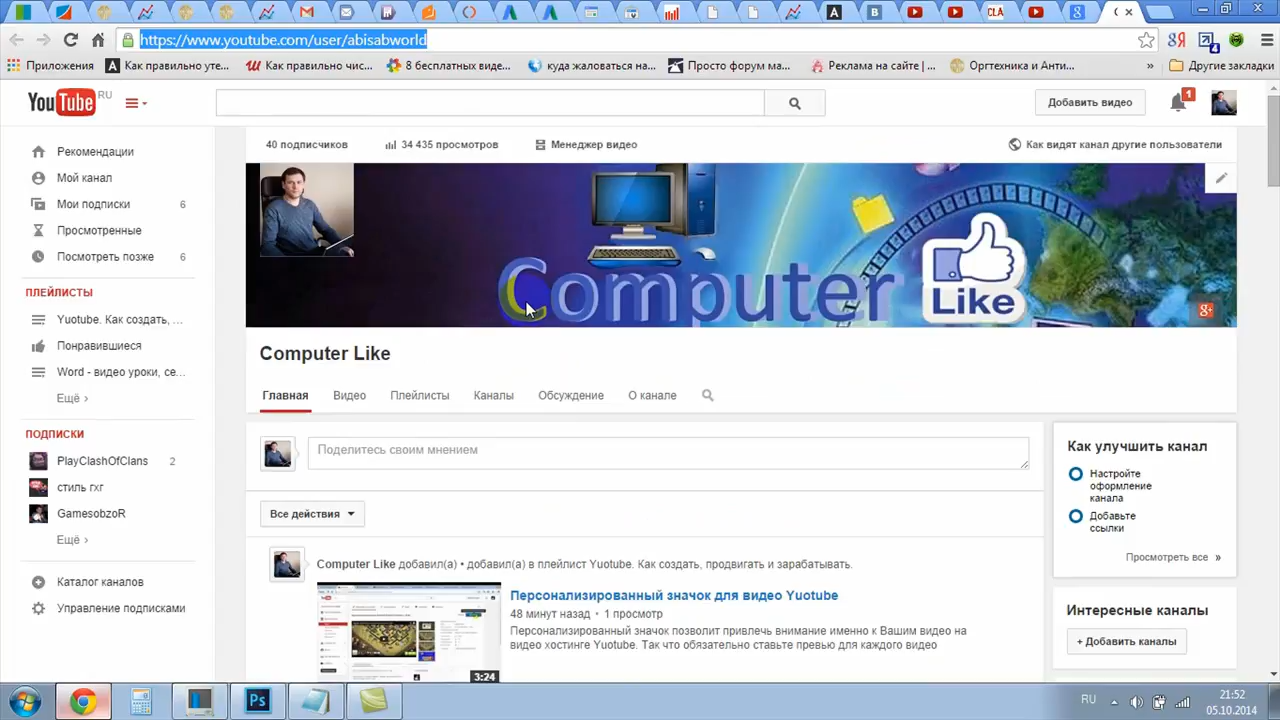 CLA
https://www.youtube.com/user/abisabworld
4
Приложения
Как правильно уте...
Как правильно чис...
8 бесплатных виде...
куда жаловаться на...
Просто форум ма...
Реклама на сайте | ...
Оргтехника и Анти...
»
Другие закладки
YouTube RU
Добавить видео
1
40 подписчиков
34 435 просмотров
Менеджер видео
Как видят канал другие пользователи
Рекомендации
Мой канал
Мои подписки 6
Просмотренные
Посмотреть позже 6
ПЛЕЙЛИСТЫ
Yuotube. Как создать, ...
Понравившиеся
Word - видео уроки, се...
Ещё ›
ПОДПИСКИ
PlayClashOfClans 2
стиль гхг
GamesobzoR
Ещё ›
Каталог каналов
Управление подписками
Computer
Like
g+
Computer Like
Главная
Видео
Плейлисты
Каналы
Обсуждение
О канале
Поделитесь своим мнением
Все действия
Computer Like добавил(а) • добавил(а) в плейлист Yuotube. Как создать, продвигать и зарабатывать.
Персонализированный значок для видео Yuotube
48 минут назад • 1 просмотр
Персонализированный значок позволит привлечь внимание именно к Вашим видео на
видео хостинге Yuotube. Так что обязательно ставьте превью для каждого видео
3:24
Как улучшить канал
Настройте
оформление
канала
Добавьте
ссылки
Просмотреть все »
Интересные каналы
+ Добавить каналы
Ps
RU
21:52
05.10.2014